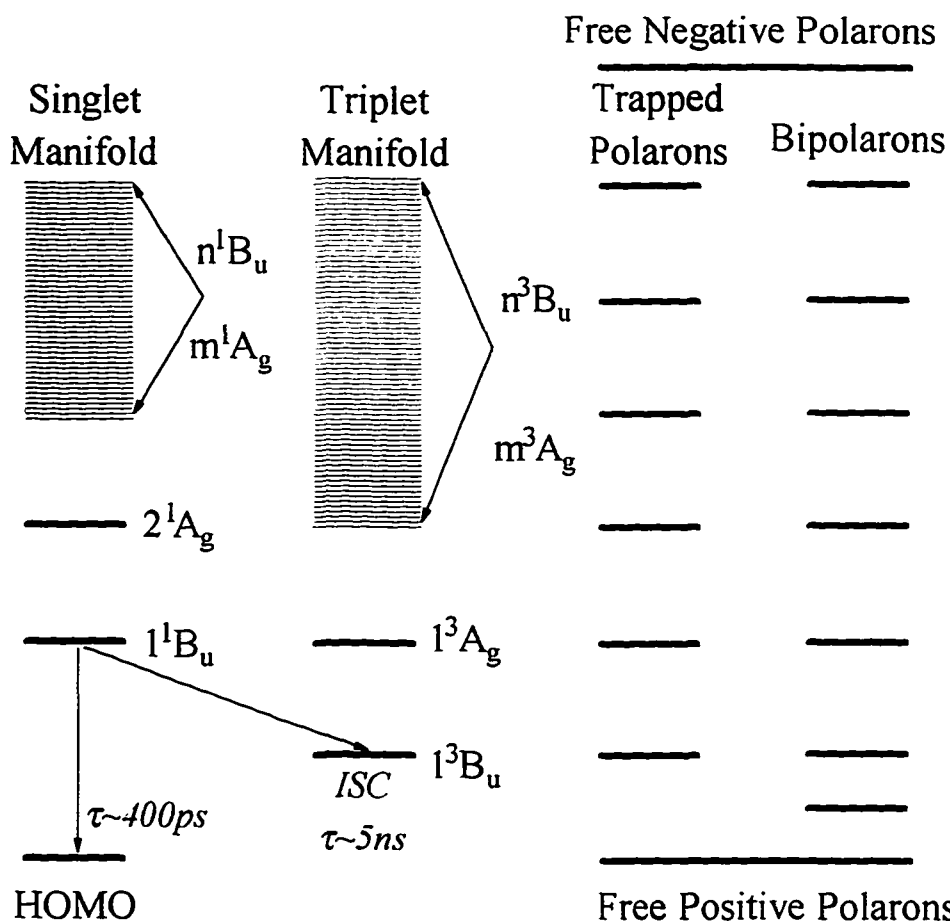 Free Negative Polarons
Singlet
Manifold
Triplet
Manifold
Trapped
Polarons
Bipolarons
n¹Bᵤ
m¹A_g
n³Bᵤ
m³A_g
2¹A_g
1¹Bᵤ
1³A_g
1³Bᵤ
ISC
τ~400ps
τ~5ns
HOMO
Free Positive Polarons